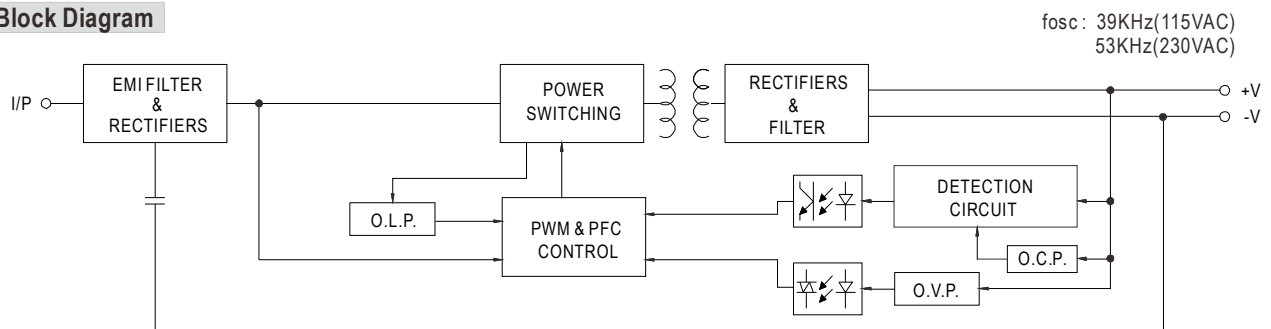 Block Diagram
fosc : 39KHz(115VAC)
53KHz(230VAC)
I/P
EMI FILTER
&
RECTIFIERS
POWER
SWITCHING
RECTIFIERS
&
FILTER
+V
-V
O.L.P.
PWM & PFC
CONTROL
DETECTION
CIRCUIT
O.C.P.
O.V.P.